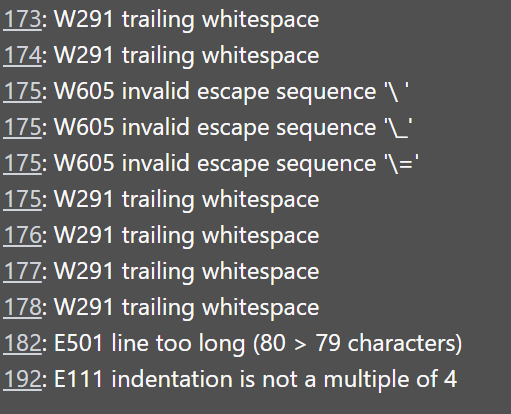 173: W291 trailing whitespace
174: W291 trailing whitespace
175: W605 invalid escape sequence '\ '
175: W605 invalid escape sequence '\_'
175: W605 invalid escape sequence '\='
175: W291 trailing whitespace
176: W291 trailing whitespace
177: W291 trailing whitespace
178: W291 trailing whitespace
182: E501 line too long (80 > 79 characters)
192: E111 indentation is not a multiple of 4